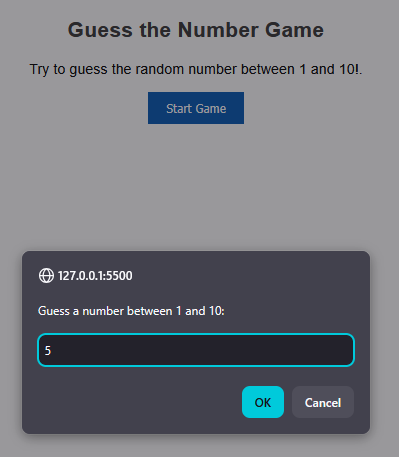 Guess the Number Game
Try to guess the random number between 1 and 10!.
Start Game
127.0.0.1:5500
Guess a number between 1 and 10:
5
OK Cancel